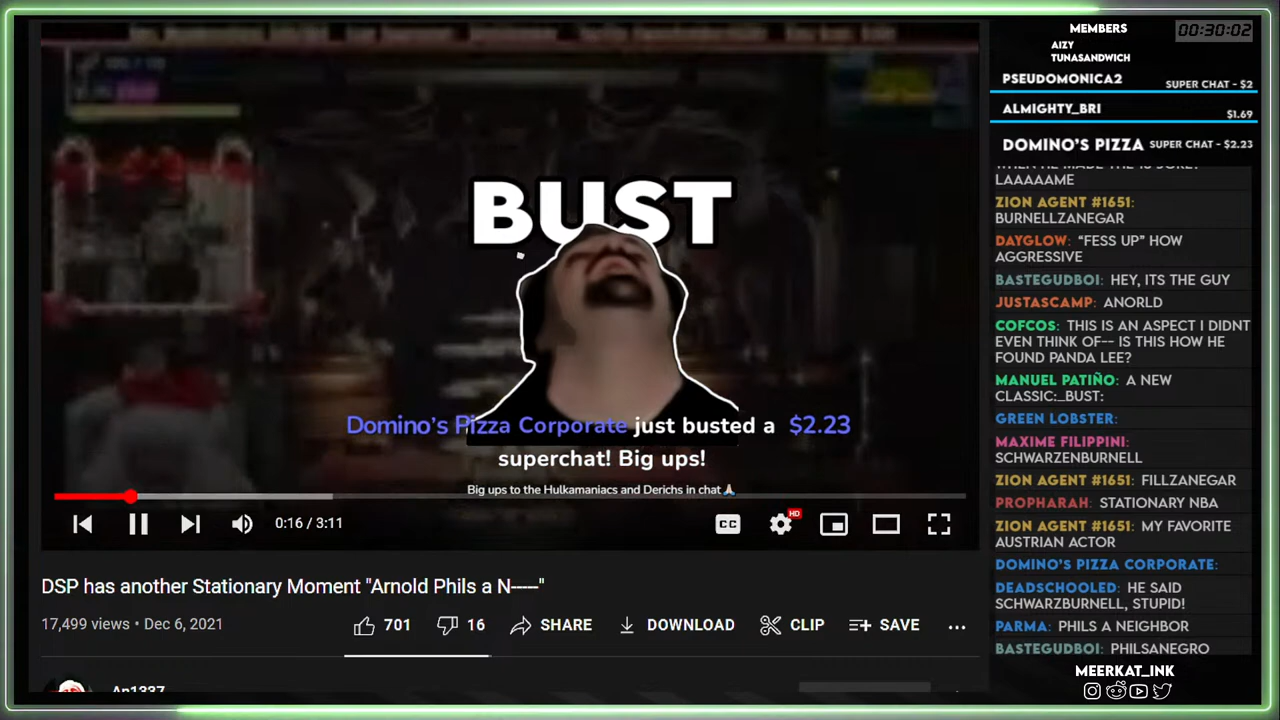 BUST
Domino's Pizza Corporate just busted a $2.23
superchat! Big ups!
Big ups to the Hulkamaniacs and Derichs in chat🙏🏼
0:16 / 3:11
CC
HD
DSP has another Stationary Moment "Arnold Phils a N-----"
17,499 views • Dec 6, 2021
701
16
SHARE
DOWNLOAD
CLIP
SAVE
An1337
MEMBERS
00:30:02
AIZY
TUNASANDWICH
PSEUDOMONICA2 SUPER CHAT - $2
ALMIGHTY_BRI $1.69
DOMINO'S PIZZA SUPER CHAT - $2.23
LAAAAAME
ZION AGENT #1651:
BURNELLZANEGAR
DAYGLOW: "FESS UP" HOW
AGGRESSIVE
BASTEGUDBOI: HEY, ITS THE GUY
JUSTASCAMP: ANORLD
COFCOS: THIS IS AN ASPECT I DIDNT
EVEN THINK OF-- IS THIS HOW HE
FOUND PANDA LEE?
MANUEL PATIÑO: A NEW
CLASSIC:_BUST:
GREEN LOBSTER:
MAXIME FILIPPINI:
SCHWARZENBURNELL
ZION AGENT #1651: FILLZANEGAR
PROPHARAH: STATIONARY NBA
ZION AGENT #1651: MY FAVORITE
AUSTRIAN ACTOR
DOMINO'S PIZZA CORPORATE:
DEADSCHOOLED: HE SAID
SCHWARZBURNELL, STUPID!
PARMA: PHILS A NEIGHBOR
BASTEGUDBOI: PHILSANEGRO
MEERKAT_INK